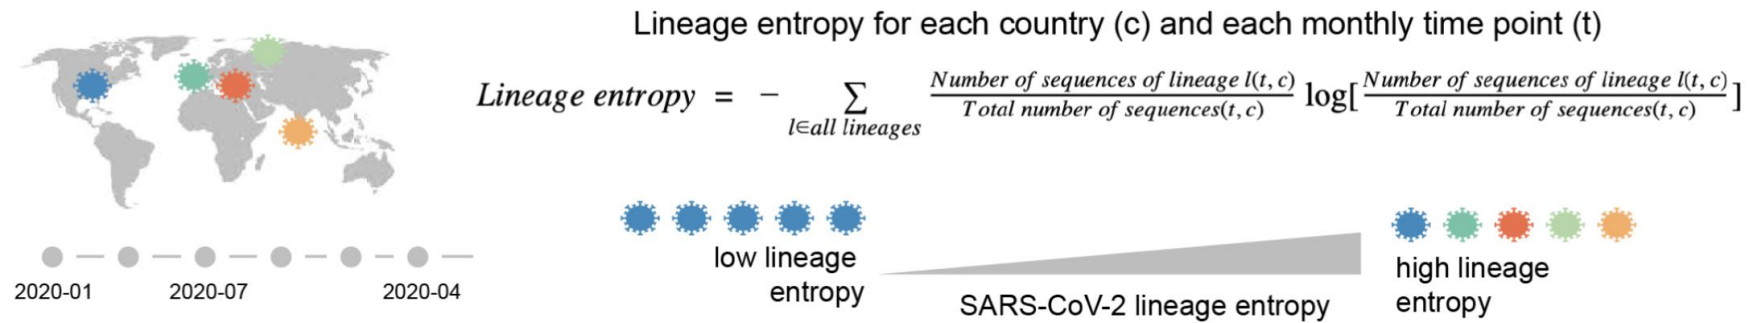 Lineage entropy for each country (c) and each monthly time point (t)
Lineage entropy = − ∑ l∈all lineages Number of sequences of lineage l(t, c) / Total number of sequences(t, c) log[ Number of sequences of lineage l(t, c) / Total number of sequences(t, c) ]
2020-01 2020-07 2020-04
low lineage
entropy
SARS-CoV-2 lineage entropy
high lineage
entropy